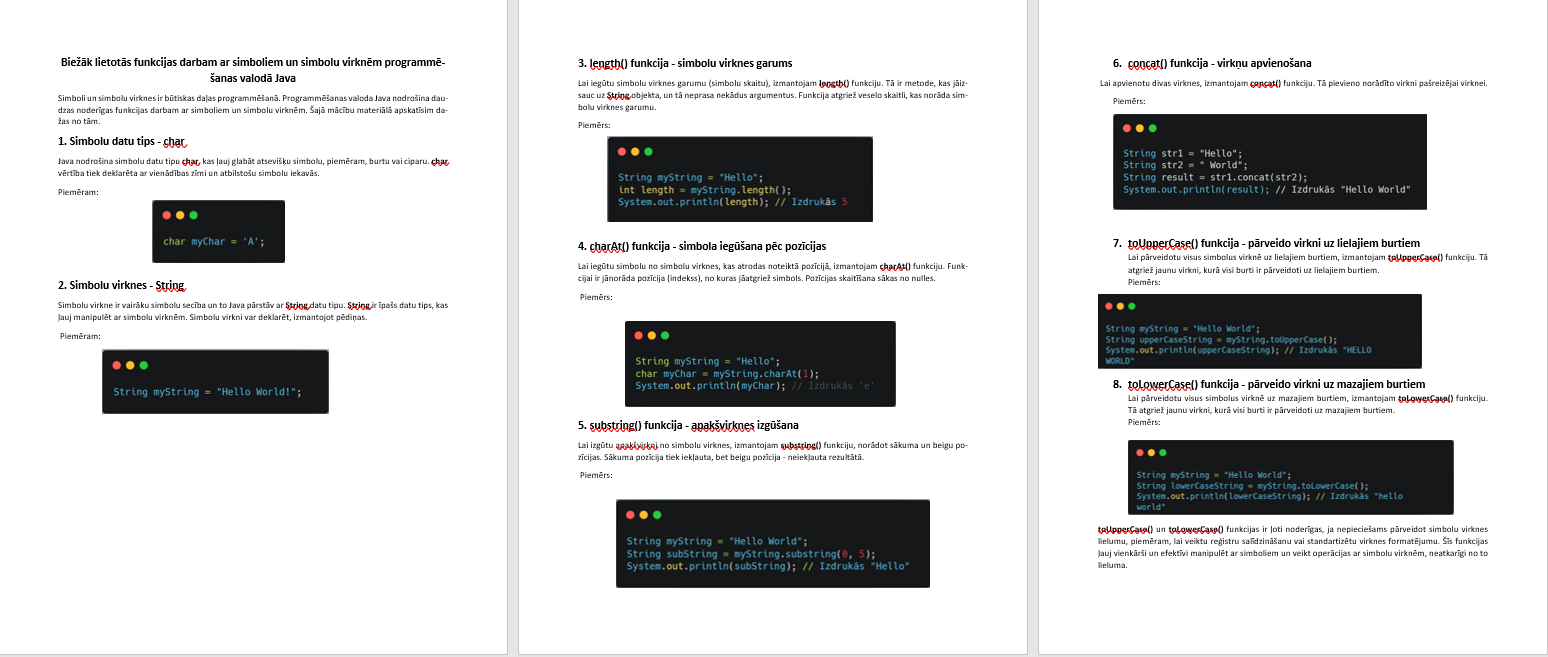 Biežāk lietotās funkcijas darbam ar simboliem un simbolu virknēm programmē-
šanas valodā Java
Simboli un simbolu virknes ir būtiskas daļas programmēšanā. Programmēšanas valoda Java nodrošina dau-
dzas noderīgas funkcijas darbam ar simboliem un simbolu virknēm. Šajā mācību materiālā apskatīsim da-
žas no tām.
1. Simbolu datu tips - char
Java nodrošina simbolu datu tipu char, kas ļauj glabāt atsevišķu simbolu, piemēram, burtu vai ciparu. char
vērtība tiek deklarēta ar vienādības zīmi un atbilstošu simbolu iekavās.
Piemēram:
char myChar = 'A';
2. Simbolu virknes - String
Simbolu virkne ir vairāku simbolu secība un to Java pārstāv ar String datu tipu. String ir īpašs datu tips, kas
ļauj manipulēt ar simbolu virknēm. Simbolu virkni var deklarēt, izmantojot pēdiņas.
Piemēram:
String myString = "Hello World!";
3. length() funkcija - simbolu virknes garums
Lai iegūtu simbolu virknes garumu (simbolu skaitu), izmantojam length() funkciju. Tā ir metode, kas jāiz-
sauc uz String objekta, un tā neprasa nekādus argumentus. Funkcija atgriež veselo skaitli, kas norāda sim-
bolu virknes garumu.
Piemērs:
String myString = "Hello";
int length = myString.length();
System.out.println(length); // Izdrukās 5
4. charAt() funkcija - simbola iegūšana pēc pozīcijas
Lai iegūtu simbolu no simbolu virknes, kas atrodas noteiktā pozīcijā, izmantojam charAt() funkciju. Funk-
cijai ir jānorāda pozīcija (indekss), no kuras jāatgriež simbols. Pozīcijas skaitīšana sākas no nulles.
Piemērs:
String myString = "Hello";
char myChar = myString.charAt(1);
System.out.println(myChar); // Izdrukās 'e'
5. substring() funkcija - apakšvirknes izgūšana
Lai izgūtu apakšvirkni no simbolu virknes, izmantojam substring() funkciju, norādot sākuma un beigu po-
zīcijas. Sākuma pozīcija tiek iekļauta, bet beigu pozīcija - neiekļauta rezultātā.
Piemērs:
String myString = "Hello World";
String subString = myString.substring(0, 5);
System.out.println(subString); // Izdrukās "Hello"
6. concat() funkcija - virkņu apvienošana
Lai apvienotu divas virknes, izmantojam concat() funkciju. Tā pievieno norādīto virkni pašreizējai virknei.
Piemērs:
String str1 = "Hello";
String str2 = " World";
String result = str1.concat(str2);
System.out.println(result); // Izdrukās "Hello World"
7. toUpperCase() funkcija - pārveido virkni uz lielajiem burtiem
Lai pārveidotu visus simbolus virknē uz lielajiem burtiem, izmantojam toUpperCase() funkciju. Tā
atgriež jaunu virkni, kurā visi burti ir pārveidoti uz lielajiem burtiem.
Piemērs:
String myString = "Hello World";
String upperCaseString = myString.toUpperCase();
System.out.println(upperCaseString); // Izdrukās "HELLO
WORLD"
8. toLowerCase() funkcija - pārveido virkni uz mazajiem burtiem
Lai pārveidotu visus simbolus virknē uz mazajiem burtiem, izmantojam toLowerCase() funkciju.
Tā atgriež jaunu virkni, kurā visi burti ir pārveidoti uz mazajiem burtiem.
Piemērs:
String myString = "Hello World";
String lowerCaseString = myString.toLowerCase();
System.out.println(lowerCaseString); // Izdrukās "hello
world"
toUpperCase() un toLowerCase() funkcijas ir ļoti noderīgas, ja nepieciešams pārveidot simbolu virknes
lielumu, piemēram, lai veiktu reģistru salīdzināšanu vai standartizētu virknes formatējumu. Šīs funkcijas
ļauj vienkārši un efektīvi manipulēt ar simboliem un veikt operācijas ar simbolu virknēm, neatkarīgi no to
lieluma.